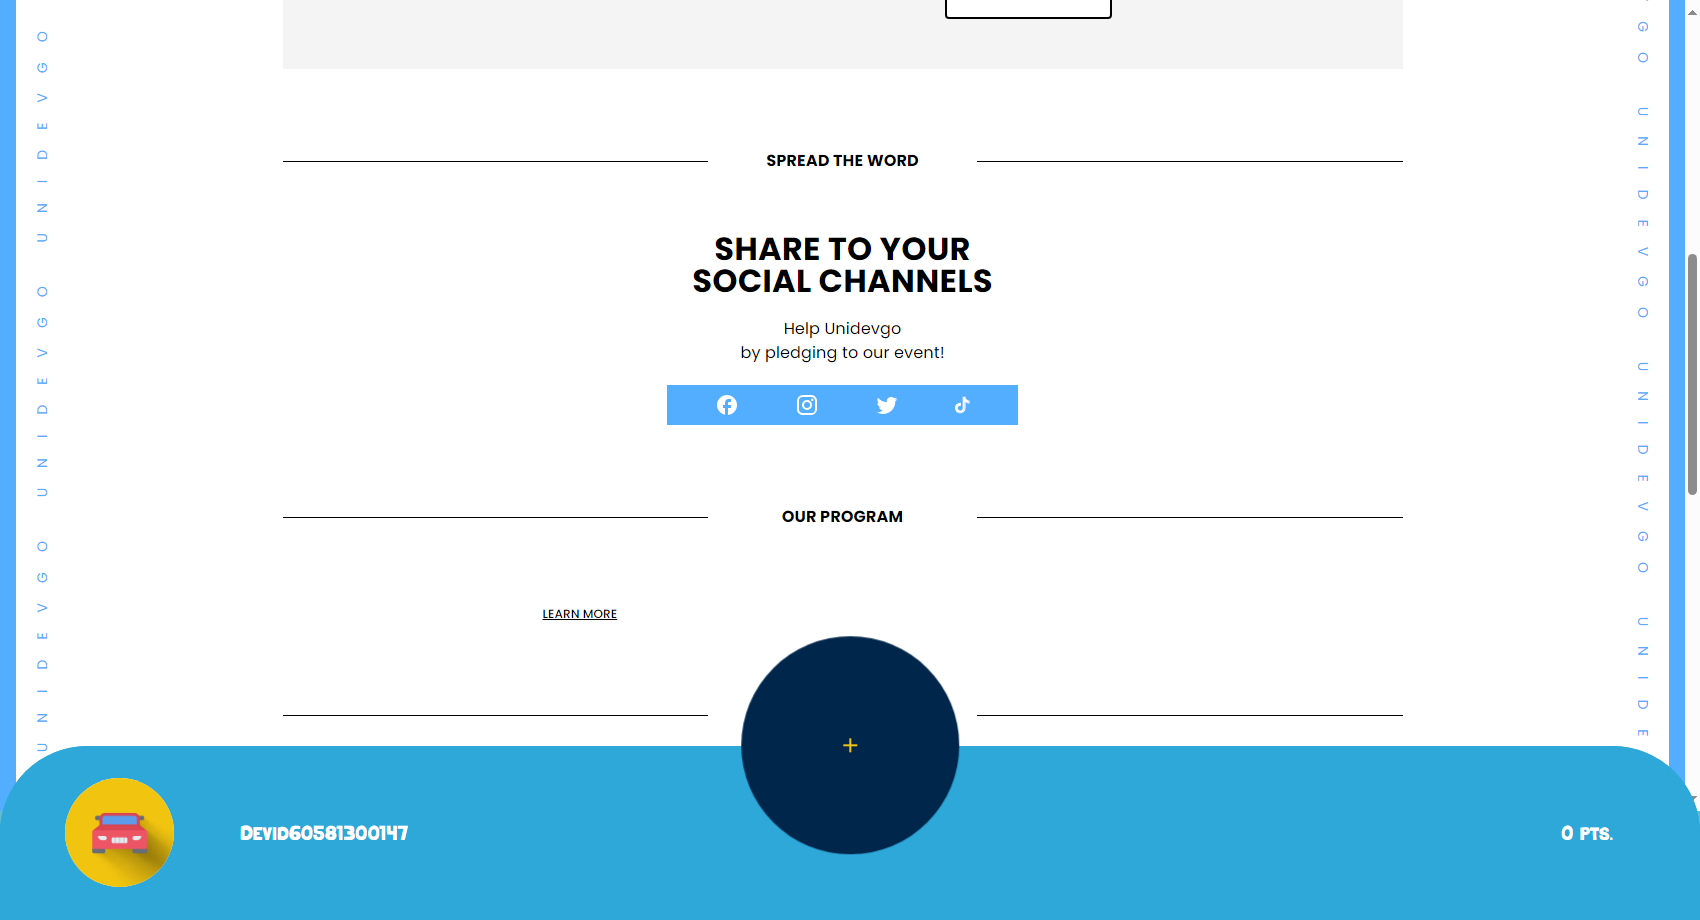 SPREAD THE WORD
SHARE TO YOUR
SOCIAL CHANNELS
Help Unidevgo
by pledging to our event!
OUR PROGRAM
LEARN MORE
+
Devid60581300147
0 PTS.
UNIDEVGO UNIDEVGO UNIDEVGO
GO UNIDEVGO UNIDEVGO UNIDE